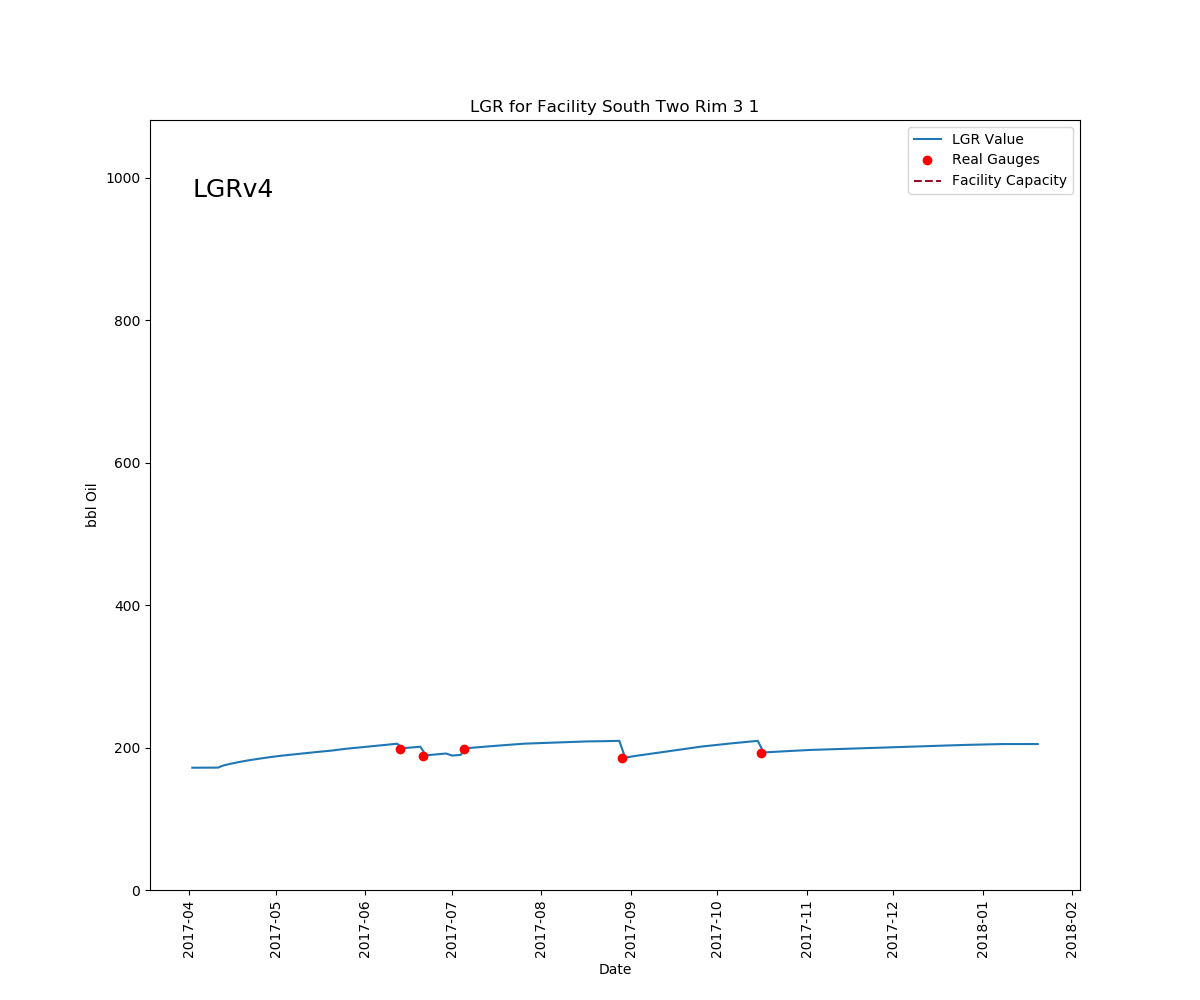 LGR for Facility South Two Rim 3 1
LGRv4
LGR Value
Real Gauges
Facility Capacity
1000
800
600
400
200
0
bbl Oil
2017-04
2017-05
2017-06
2017-07
2017-08
2017-09
2017-10
2017-11
2017-12
2018-01
2018-02
Date